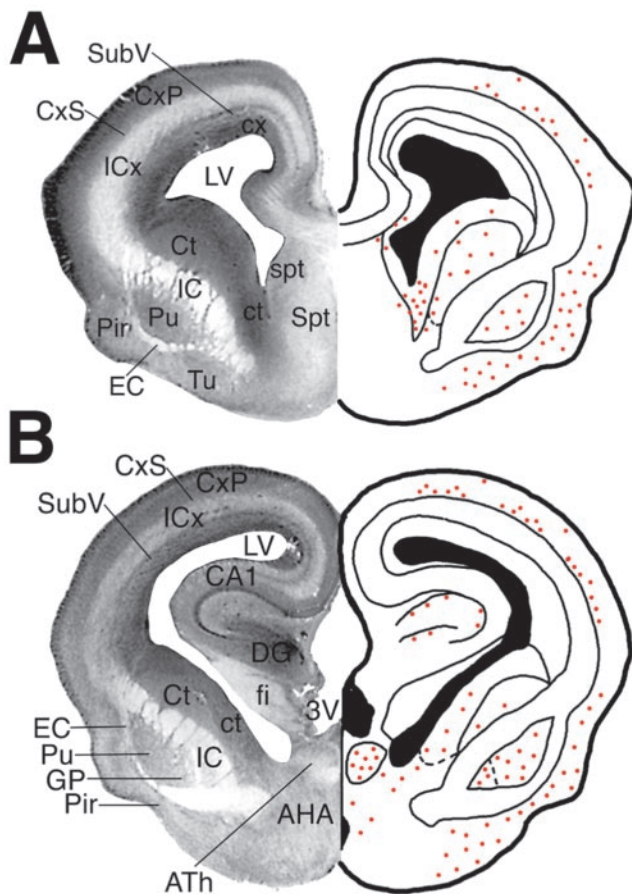 A
SubV
CxS
CxP
cx
ICx
LV
Ct
spt
IC
Pu
ct
Spt
Pir
EC
Tu
B
CxS
CxP
SubV
ICx
LV
CA1
DG
Ct
fi
3V
ct
EC
Pu
IC
GP
Pir
AHA
ATh